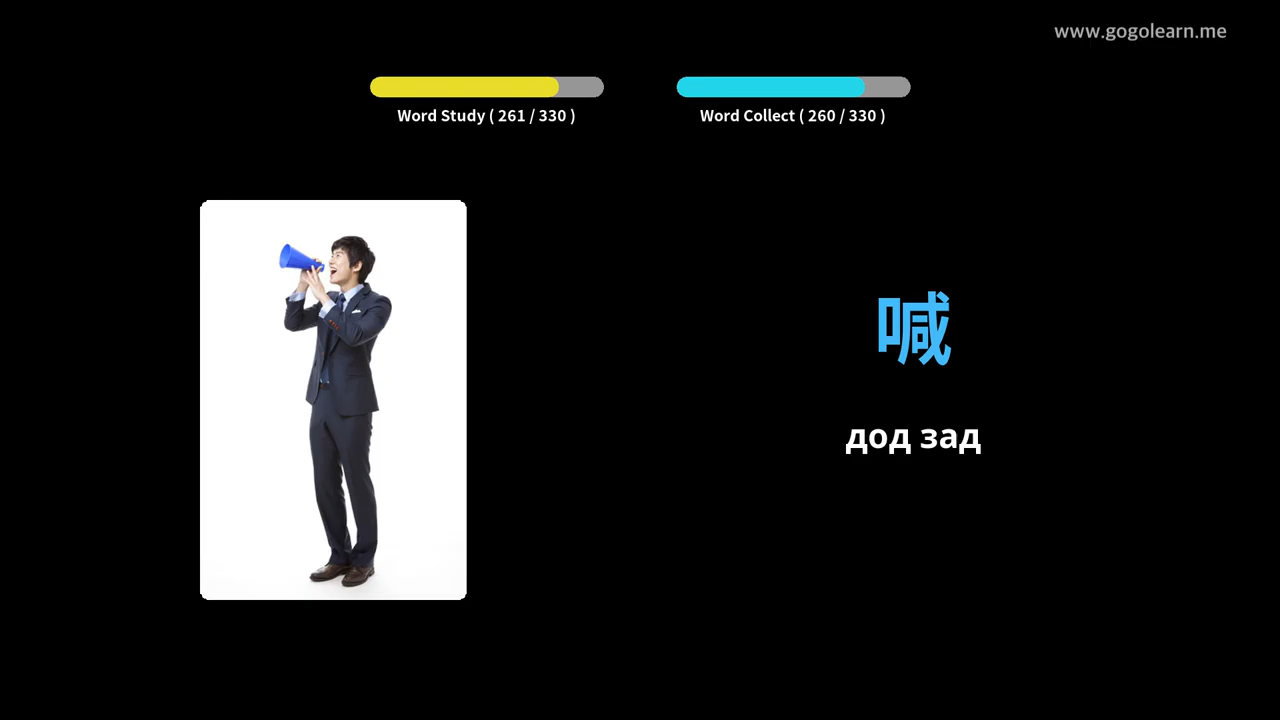 www.gogolearn.me
Word Study ( 261 / 330 )
Word Collect ( 260 / 330 )
喊
дод зад